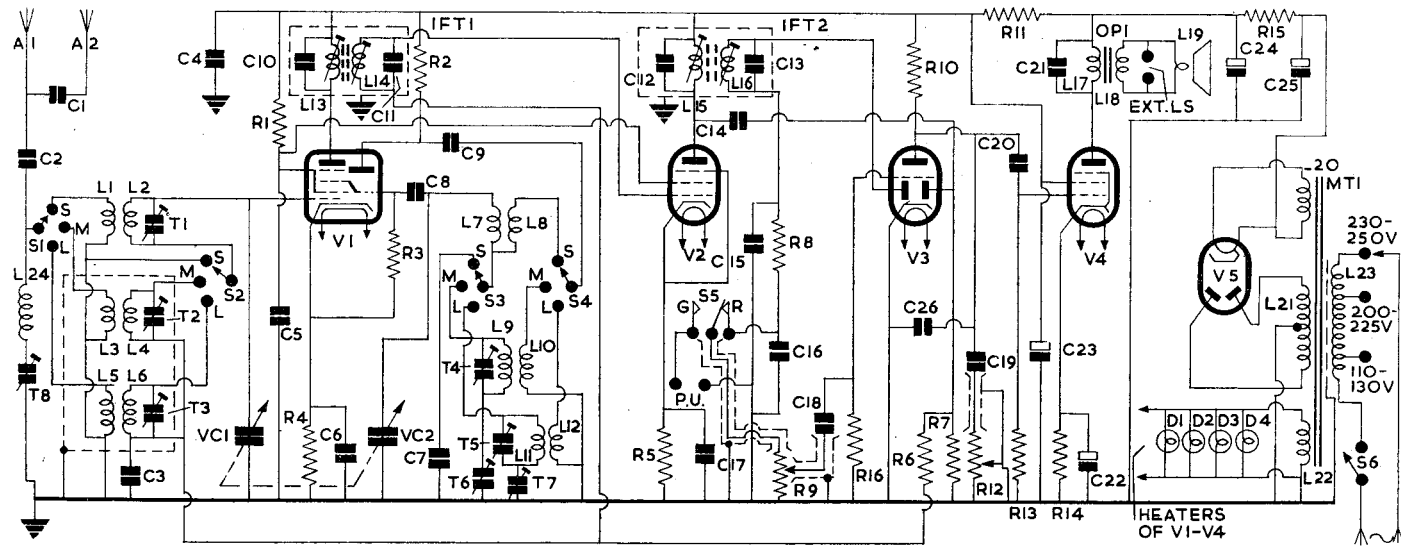 A1 A2
C1
C2
C4
C10
IFT1
L13
L14
C11
R2
R1
C9
C8
V1
R3
L1 L2
T1
S
M
L
S1
S
M
L
S2
L24
T2
L3 L4
L5 L6
T3
T8
C3
VC1
C5
R4
C6
VC2
C7
L7 L8
S
M
L
S3
S
S4
L
L9
L10
T4
T5
L11
L12
T6
T7
IFT2
C12
L15
L16
C13
C14
V2
C15
R8
S5
G R
P.U.
C16
R5
C17
R9
C18
R16
R10
V3
C26
C19
R6
R7
R12
R11
C20
R13
C23
R14
C22
V4
OP1
C21
L17
L18
L19
EXT.LS
R15
C24
C25
V5
L20
MT1
L21
L23
230-
250V
200-
225V
110-
130V
D1 D2 D3 D4
L22
S6
HEATERS
OF V1-V4